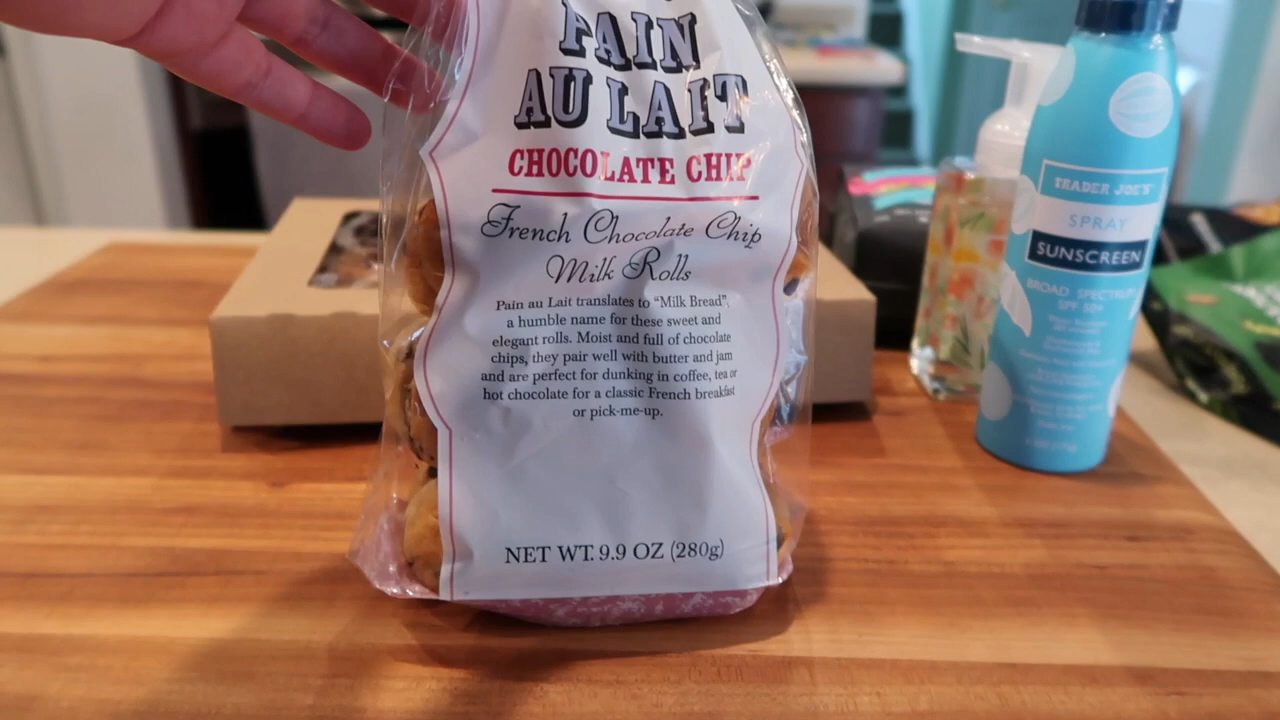 PAIN
AU LAIT
CHOCOLATE CHIP
French Chocolate Chip
Milk Rolls
Pain au Lait translates to “Milk Bread”,
a humble name for these sweet and
elegant rolls. Moist and full of chocolate
chips, they pair well with butter and jam
and are perfect for dunking in coffee, tea or
hot chocolate for a classic French breakfast
or pick-me-up.
NET WT. 9.9 OZ (280g)
TRADER JOE'S
SPRAY
SUNSCREEN
BROAD SPECTRUM
SPF 50+